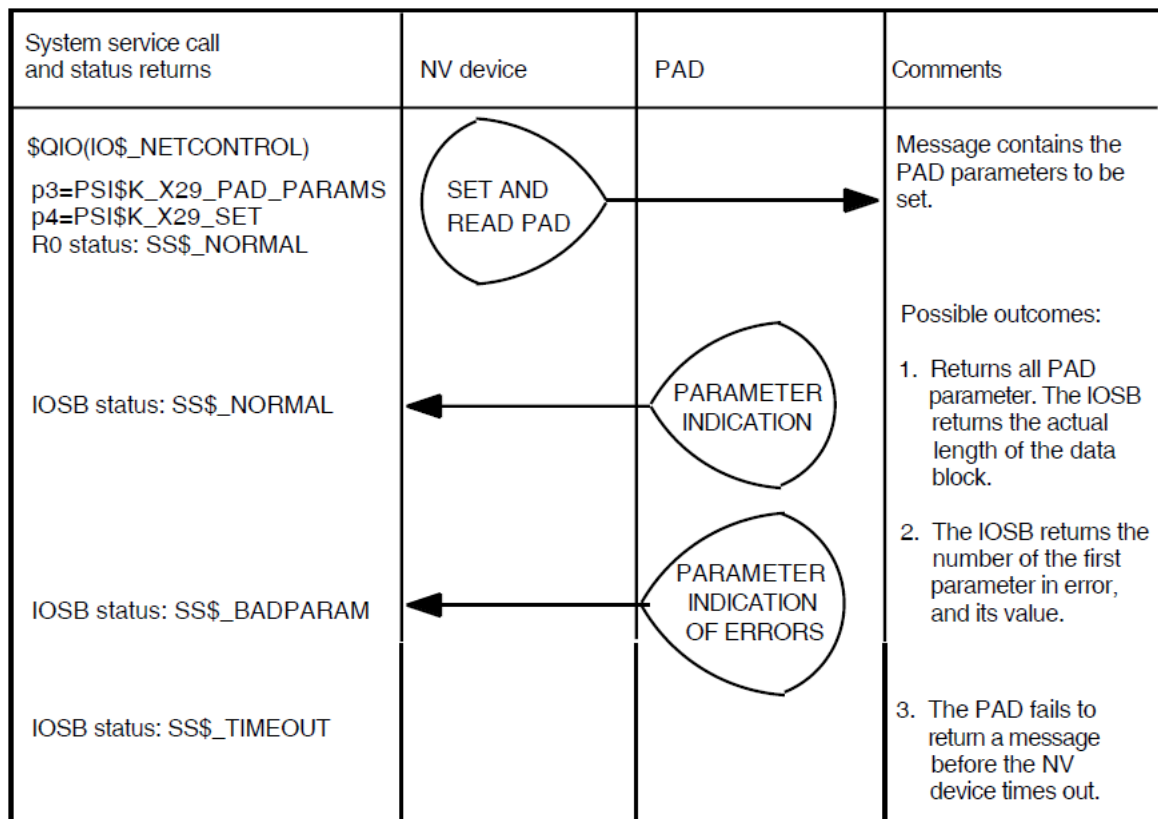 System service call
and status returns
NV device
PAD
Comments
$QIO(IO$_NETCONTROL)
p3=PSI$K_X29_PAD_PARAMS
p4=PSI$K_X29_SET
R0 status: SS$_NORMAL
SET AND
READ PAD
Message contains the
PAD parameters to be
set.
Possible outcomes:
IOSB status: SS$_NORMAL
PARAMETER
INDICATION
1. Returns all PAD
parameter. The IOSB
returns the actual
length of the data
block.
IOSB status: SS$_BADPARAM
PARAMETER
INDICATION
OF ERRORS
2. The IOSB returns the
number of the first
parameter in error,
and its value.
IOSB status: SS$_TIMEOUT
3. The PAD fails to
return a message
before the NV
device times out.